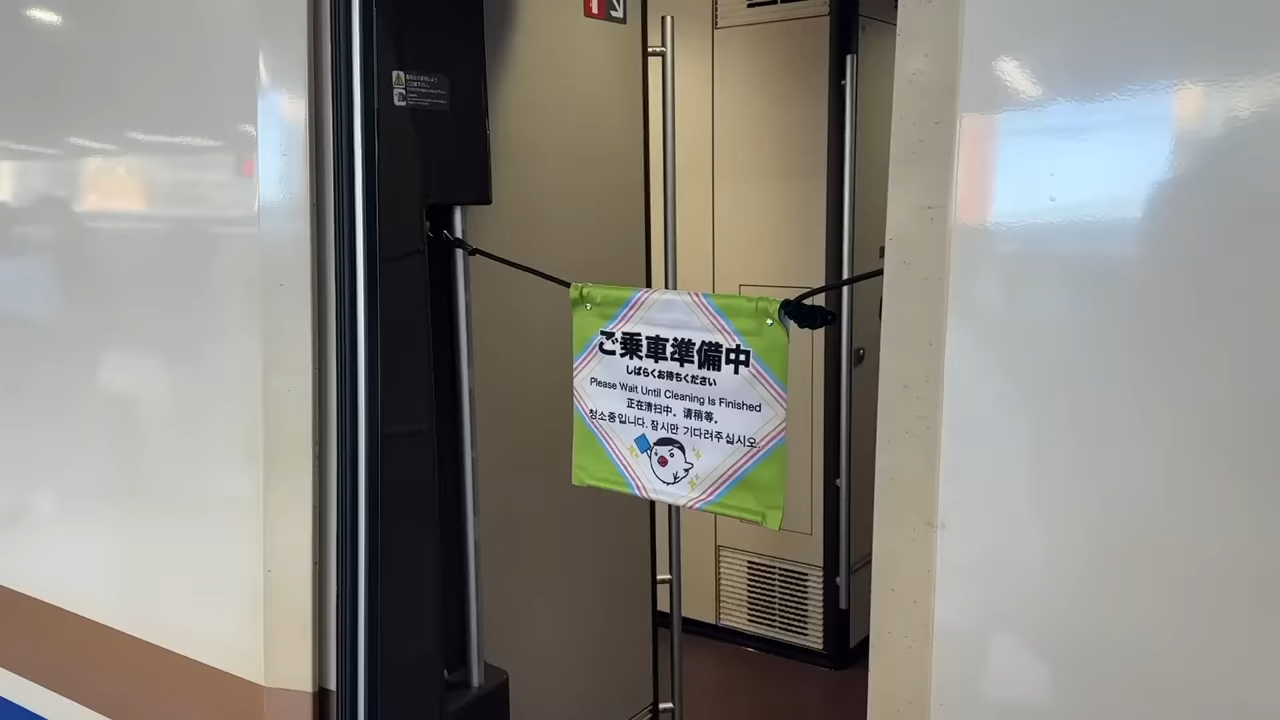 ご乗車準備中
しばらくお待ちください
Please Wait Until Cleaning Is Finished
正在清扫中。请稍等。
청소중입니다. 잠시만 기다려주십시오.